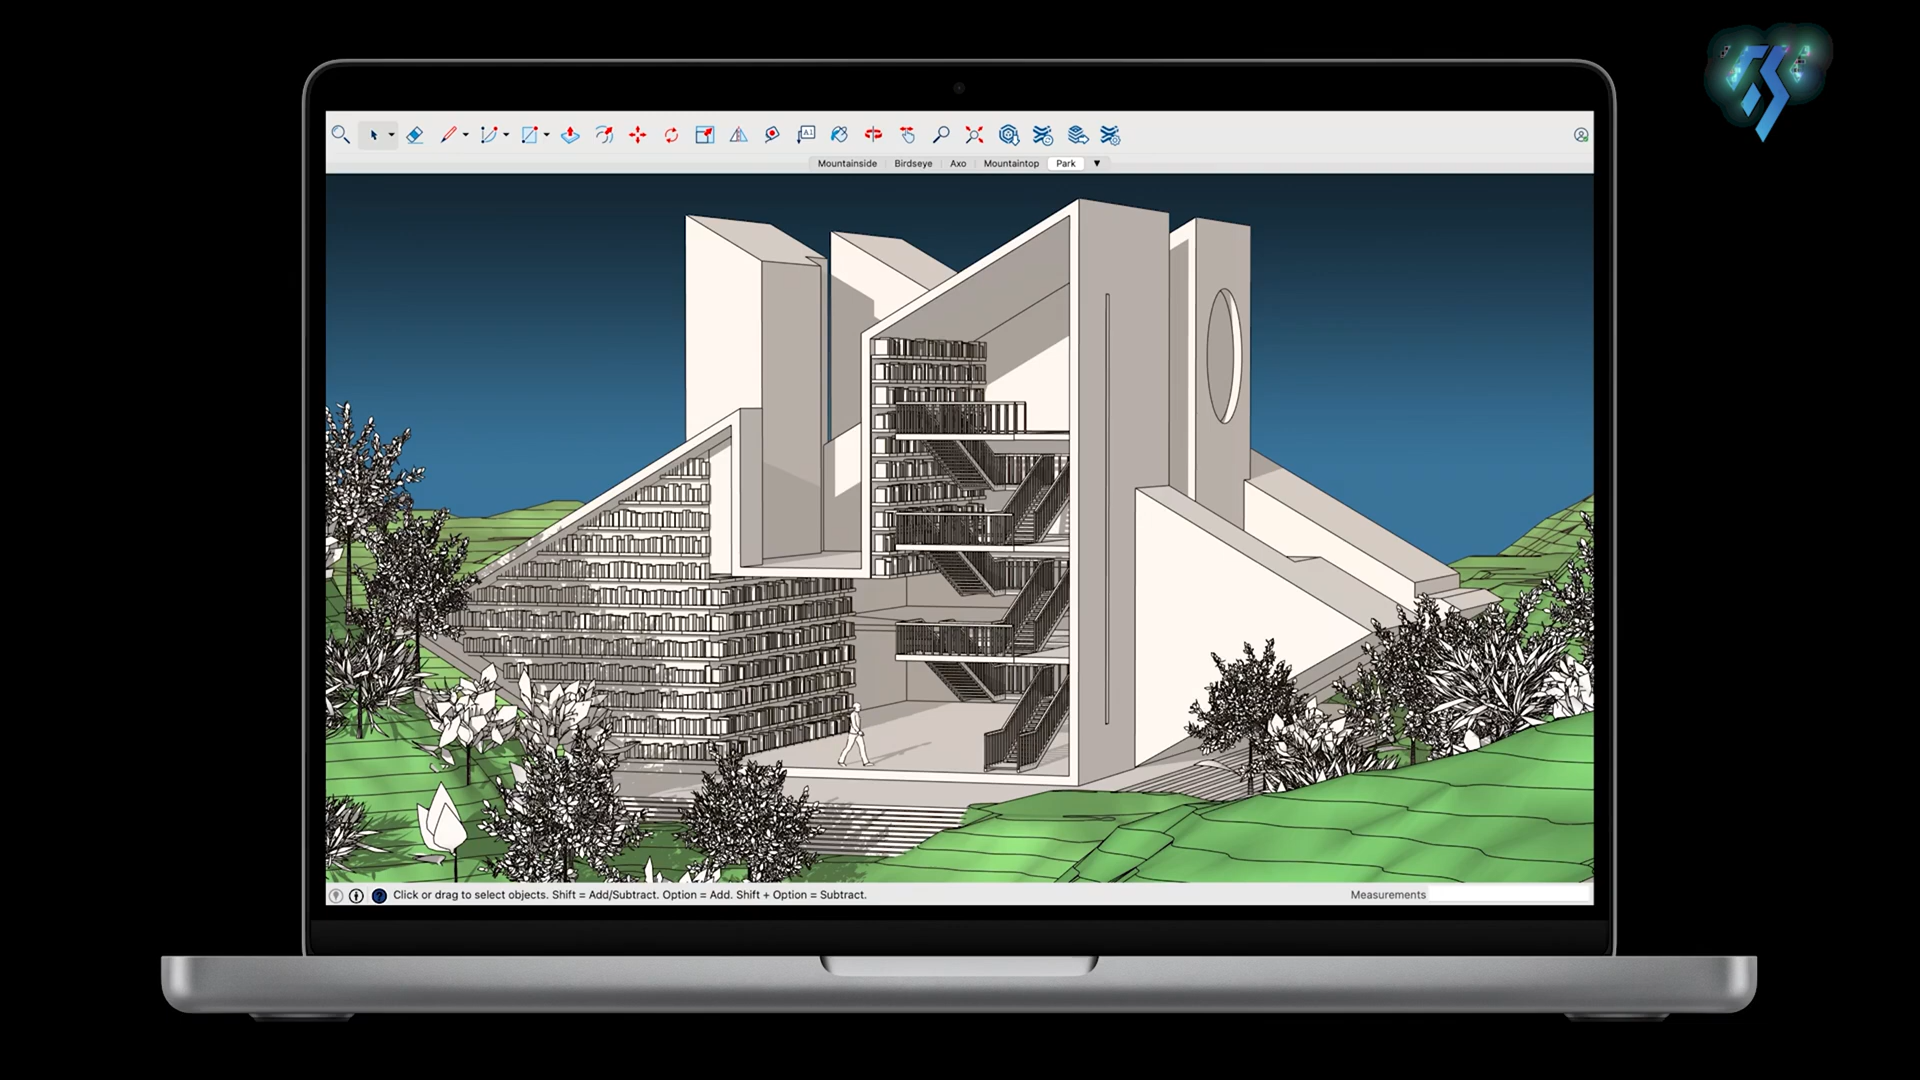 A1
Mountainside Birdseye Axo Mountaintop Park
Click or drag to select objects. Shift = Add/Subtract. Option = Add. Shift + Option = Subtract.
Measurements